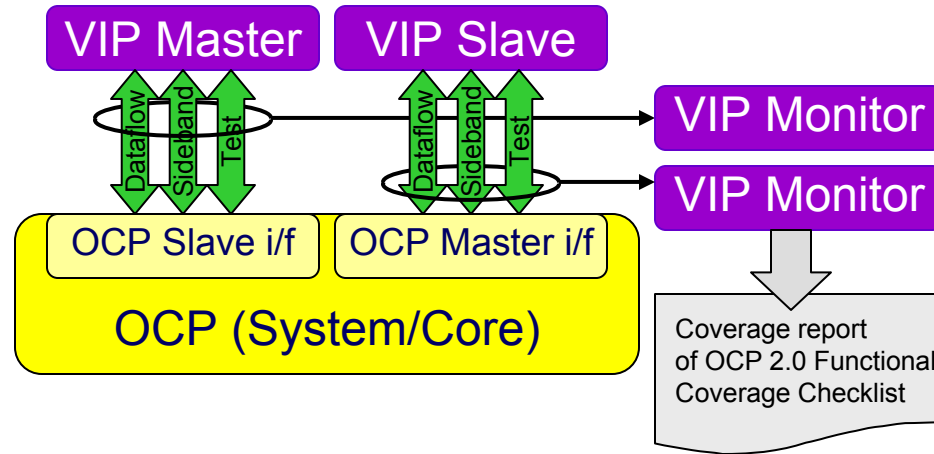 VIP Master
VIP Slave
Dataflow
Sideband
Test
Dataflow
Sideband
Test
VIP Monitor
VIP Monitor
OCP Slave i/f
OCP Master i/f
OCP (System/Core)
Coverage report
of OCP 2.0 Functional
Coverage Checklist